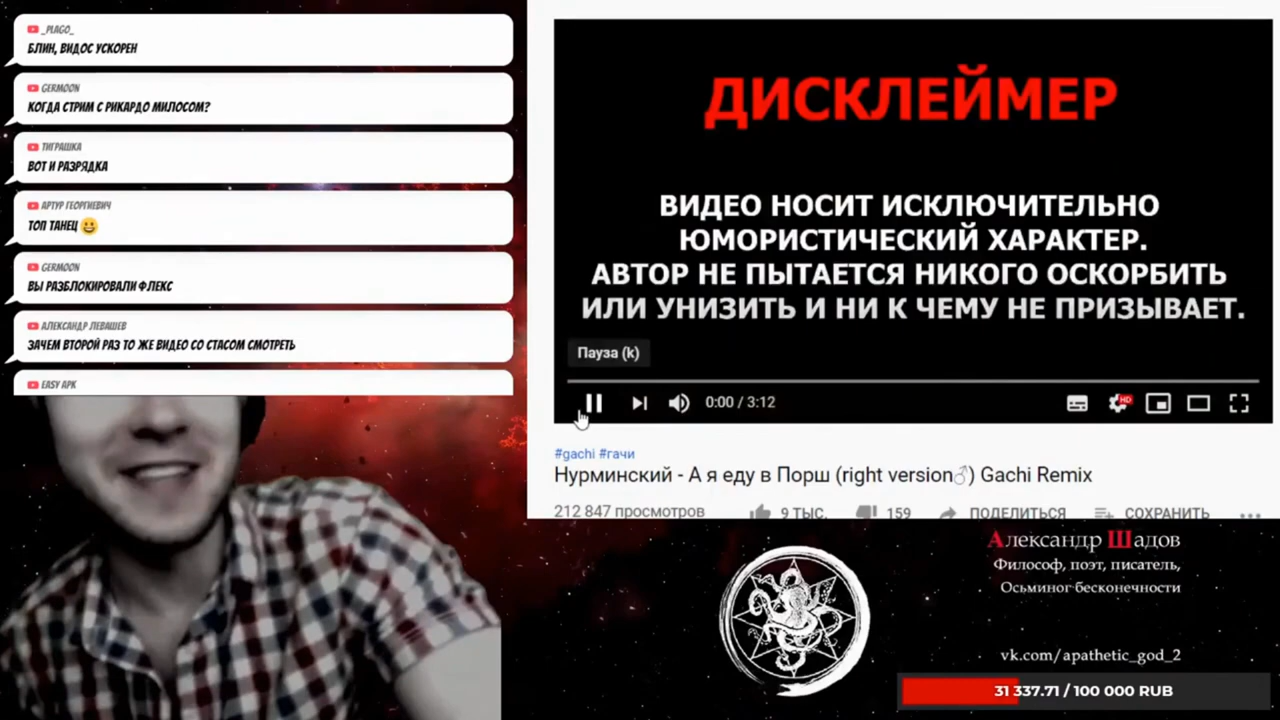 _PLAGO_
БЛИН, ВИДОС УСКОРЕН
GERMOON
КОГДА СТРИМ С РИКАРДО МИЛОСОМ?
ТИГРАШКА
ВОТ И РАЗРЯДКА
АРТУР ГЕОРГИЕВИЧ
ТОП ТАНЕЦ😀
GERMOON
ВЫ РАЗБЛОКИРОВАЛИ ФЛЕКС
АЛЕКСАНДР ЛЕВАШЕВ
ЗАЧЕМ ВТОРОЙ РАЗ ТО ЖЕ ВИДЕО СО СТАСОМ СМОТРЕТЬ
EASY APK
ДИСКЛЕЙМЕР
ВИДЕО НОСИТ ИСКЛЮЧИТЕЛЬНО
ЮМОРИСТИЧЕСКИЙ ХАРАКТЕР.
АВТОР НЕ ПЫТАЕТСЯ НИКОГО ОСКОРБИТЬ
ИЛИ УНИЗИТЬ И НИ К ЧЕМУ НЕ ПРИЗЫВАЕТ.
Пауза (k)
0:00 / 3:12
HD
#gachi #гачи
Нурминский - А я еду в Порш (right version♂) Gachi Remix
212 847 просмотров 9 ТЫС. 159 ПОДЕЛИТЬСЯ СОХРАНИТЬ
Александр Шадов
Философ, поэт, писатель,
Осьминог бесконечности
vk.com/apathetic_god_2
31 337.71 / 100 000 RUB